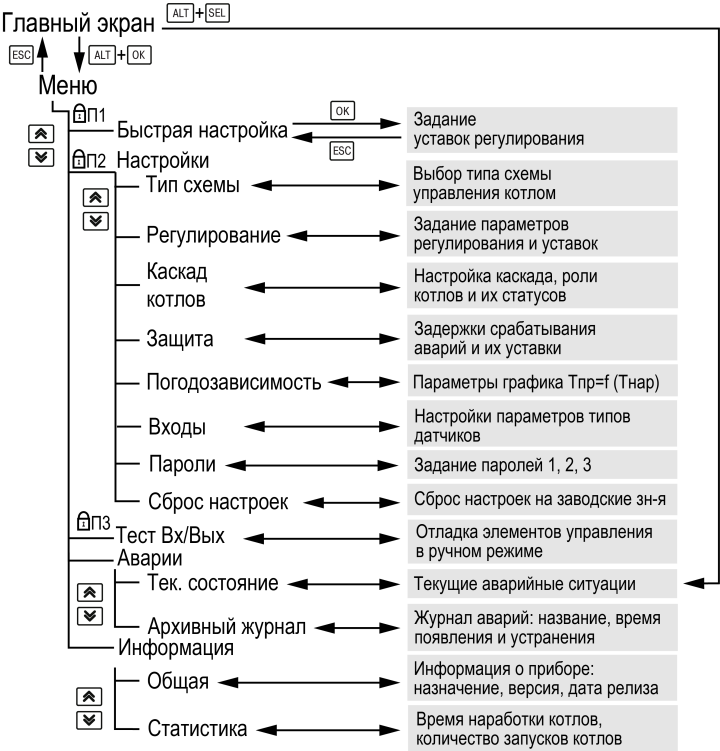 Главный экран
ALT+SEL
ESC ALT+OK
Меню
П1
Быстрая настройка
OK
ESC
Задание
уставок регулирования
П2 Настройки
Тип схемы
Выбор типа схемы
управления котлом
Регулирование
Задание параметров
регулирования и уставок
Каскад
котлов
Настройка каскада, роли
котлов и их статусов
Защита
Задержки срабатывания
аварий и их уставки
Погодозависимость
Параметры графика Тпр=f (Тнар)
Входы
Настройки параметров типов
датчиков
Пароли
Задание паролей 1, 2, 3
Сброс настроек
Сброс настроек на заводские зн-я
П3
Тест Вх/Вых
Отладка элементов управления
в ручном режиме
Аварии
Тек. состояние
Текущие аварийные ситуации
Архивный журнал
Журнал аварий: название, время
появления и устранения
Информация
Общая
Информация о приборе:
назначение, версия, дата релиза
Статистика
Время наработки котлов,
количество запусков котлов